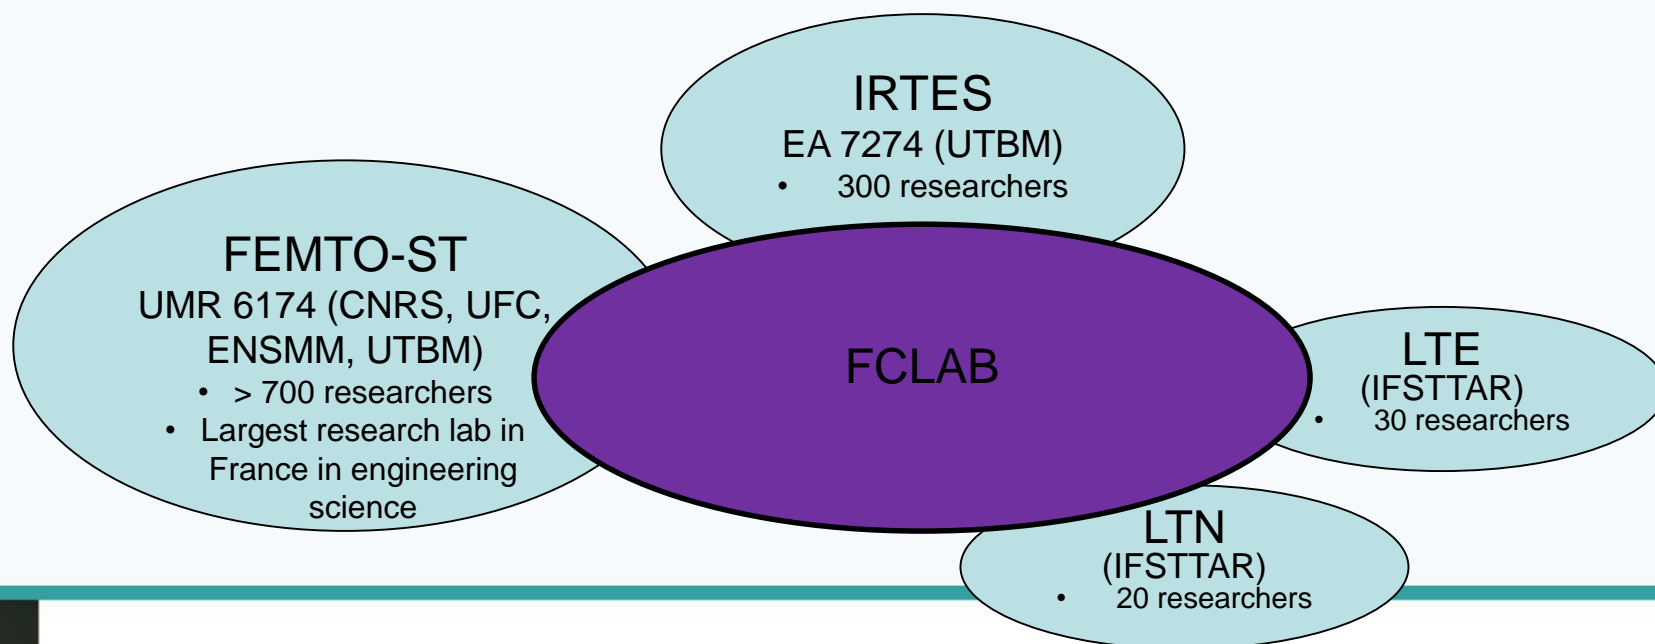 IRTES
EA 7274 (UTBM)
• 300 researchers
FEMTO-ST
UMR 6174 (CNRS, UFC,
ENSMM, UTBM)
• > 700 researchers
• Largest research lab in
France in engineering
science
FCLAB
LTE
(IFSTTAR)
• 30 researchers
LTN
(IFSTTAR)
• 20 researchers